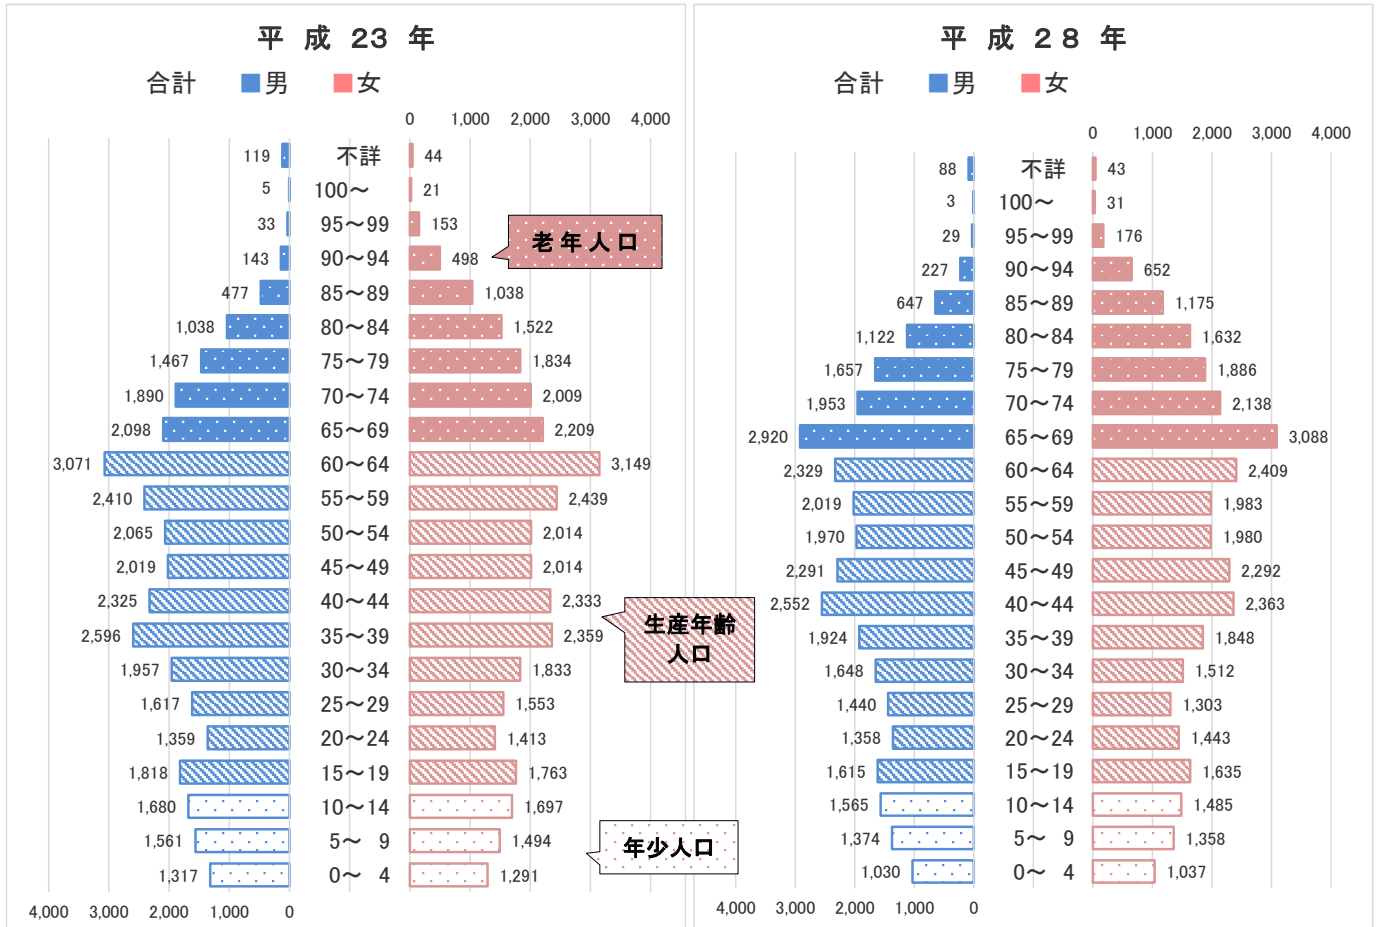 平 成 23 年
合計 男 女
0 1,000 2,000 3,000 4,000
119 不詳 44
5 100～ 21
33 95～99 153
143 90～94 498
477 85～89 1,038
1,038 80～84 1,522
1,467 75～79 1,834
1,890 70～74 2,009
2,098 65～69 2,209
3,071 60～64 3,149
2,410 55～59 2,439
2,065 50～54 2,014
2,019 45～49 2,014
2,325 40～44 2,333
2,596 35～39 2,359
1,957 30～34 1,833
1,617 25～29 1,553
1,359 20～24 1,413
1,818 15～19 1,763
1,680 10～14 1,697
1,561 5～ 9 1,494
1,317 0～ 4 1,291
4,000 3,000 2,000 1,000 0
老年人口
生産年齢
人口
年少人口
平 成 ２８ 年
合計 男 女
0 1,000 2,000 3,000 4,000
88 不詳 43
3 100～ 31
29 95～99 176
227 90～94 652
647 85～89 1,175
1,122 80～84 1,632
1,657 75～79 1,886
1,953 70～74 2,138
2,920 65～69 3,088
2,329 60～64 2,409
2,019 55～59 1,983
1,970 50～54 1,980
2,291 45～49 2,292
2,552 40～44 2,363
1,924 35～39 1,848
1,648 30～34 1,512
1,440 25～29 1,303
1,358 20～24 1,443
1,615 15～19 1,635
1,565 10～14 1,485
1,374 5～ 9 1,358
1,030 0～ 4 1,037
4,000 3,000 2,000 1,000 0